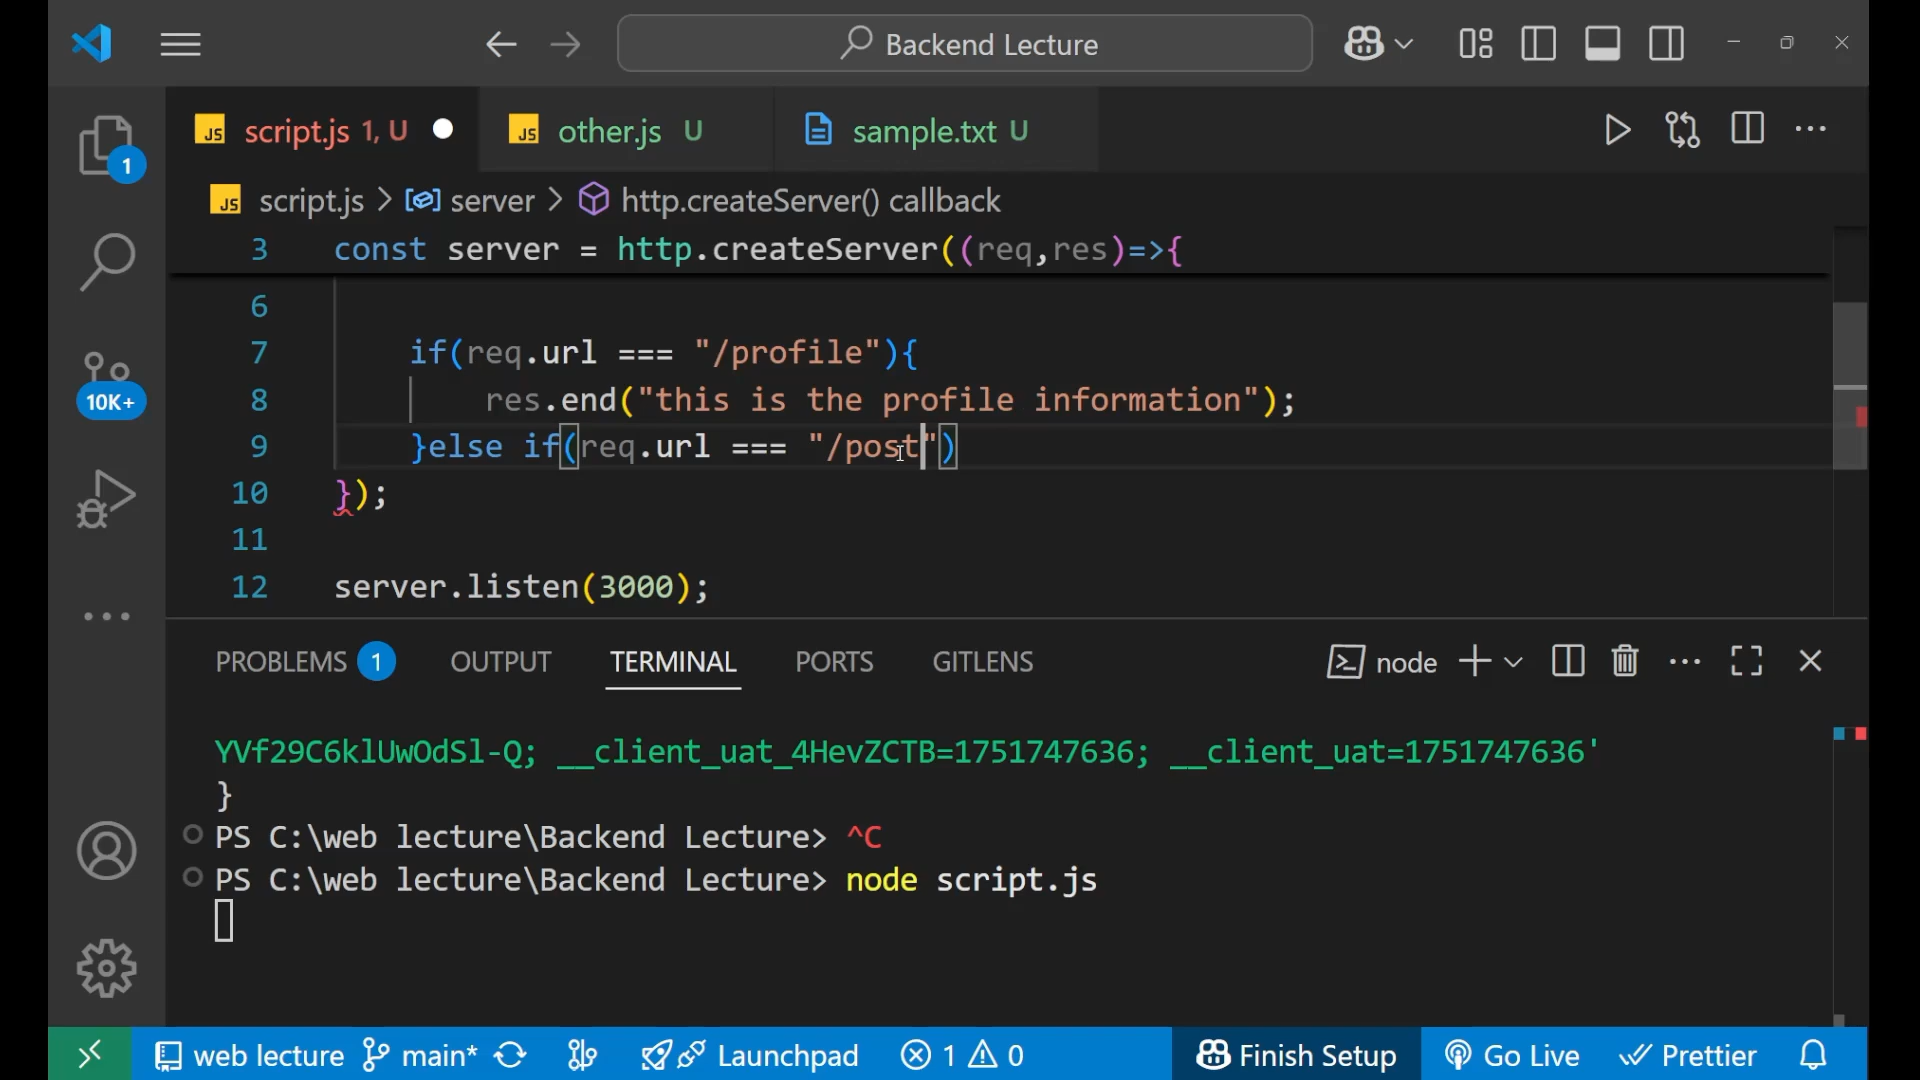 Backend Lecture
JS script.js 1, U
JS other.js U
sample.txt U
1
JS script.js > server > http.createServer() callback
3 const server = http.createServer((req,res)=>{
6
7 if(req.url === "/profile"){
8 res.end("this is the profile information");
9 }else if(req.url === "/post")
10 });
11
12 server.listen(3000);
10K+
PROBLEMS 1 OUTPUT TERMINAL PORTS GITLENS
node
YVf29C6klUwOdSl-Q; __client_uat_4HevZCTB=1751747636; __client_uat=1751747636'
}
PS C:\web lecture\Backend Lecture> ^C
PS C:\web lecture\Backend Lecture> node script.js
web lecture main* Launchpad 1 0 Finish Setup Go Live Prettier